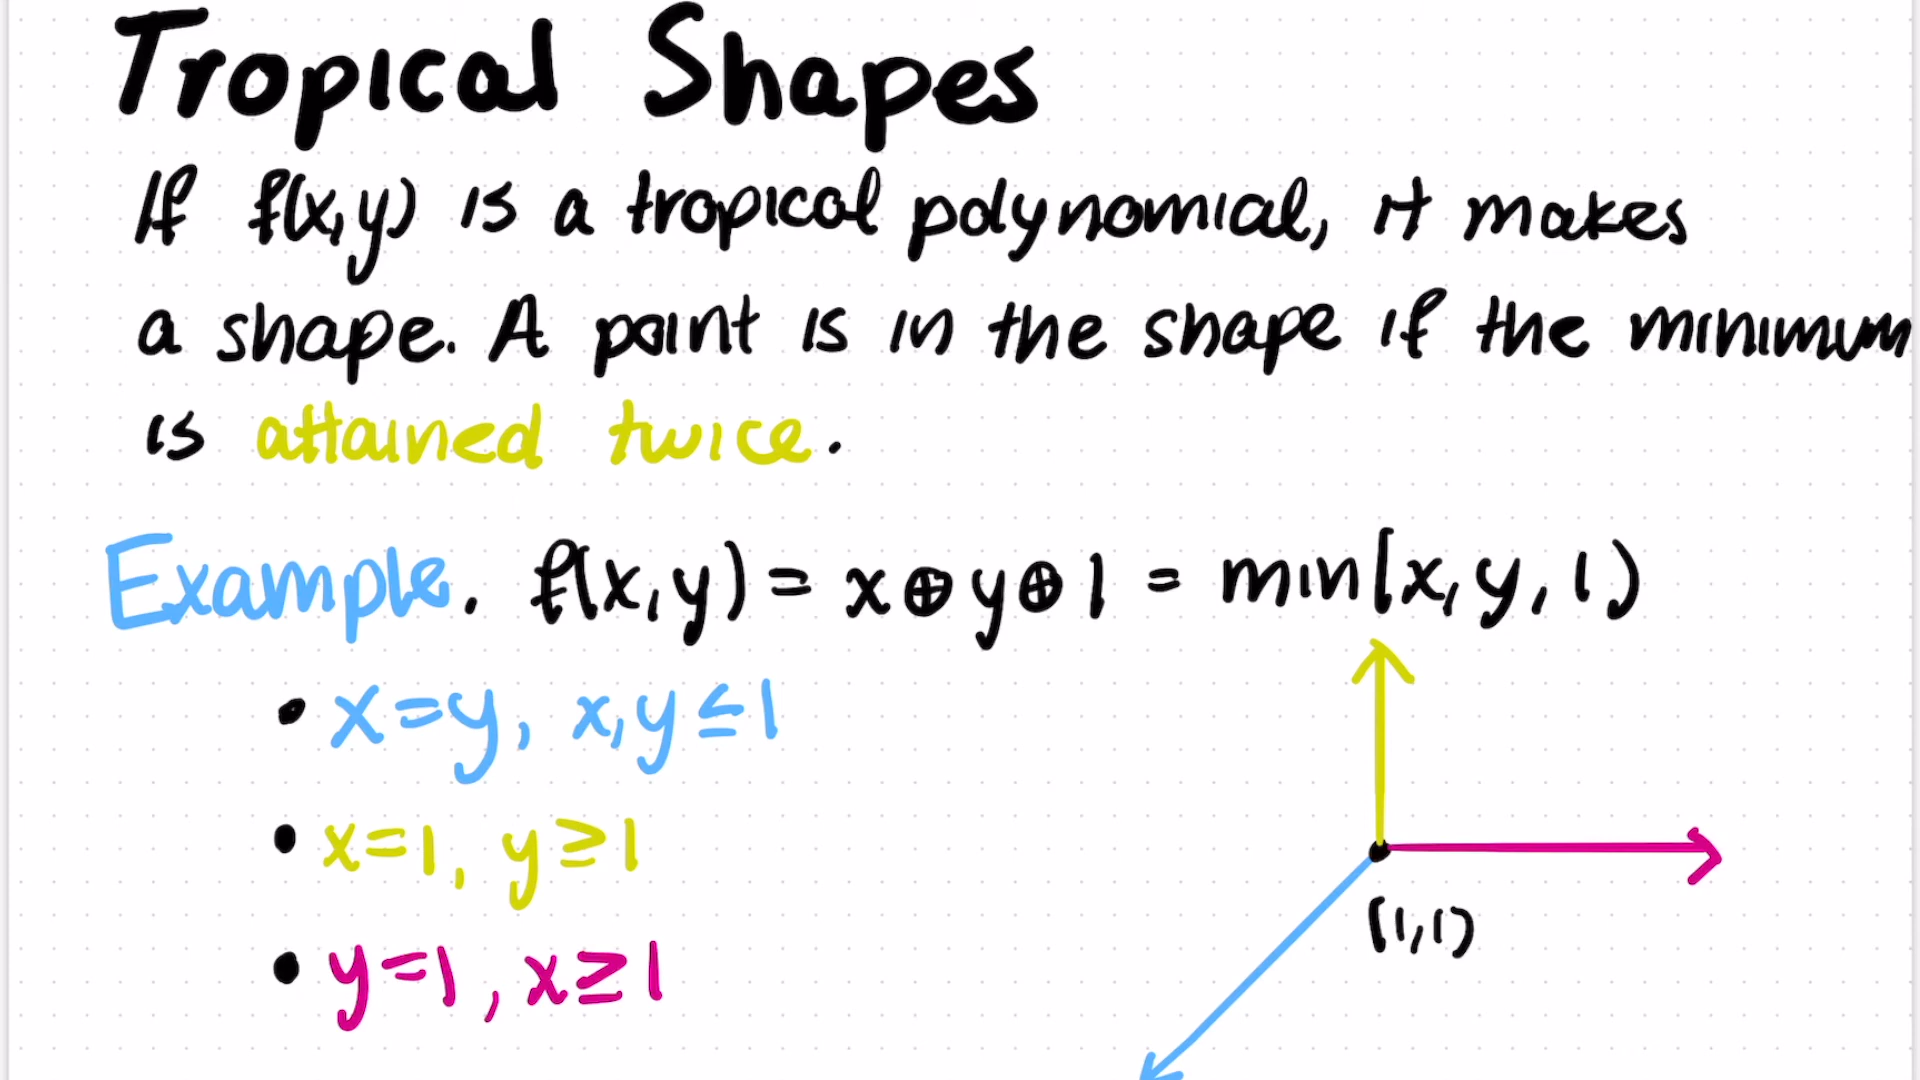 Tropical Shapes
If f(x,y) is a tropical polynomial, it makes
a shape. A point is in the shape if the minimum
is attained twice.
Example. f(x,y) = x⊕y⊕1 = min(x,y,1)
• x=y, x,y≤1
• x=1, y≥1
• y=1, x≥1
(1,1)